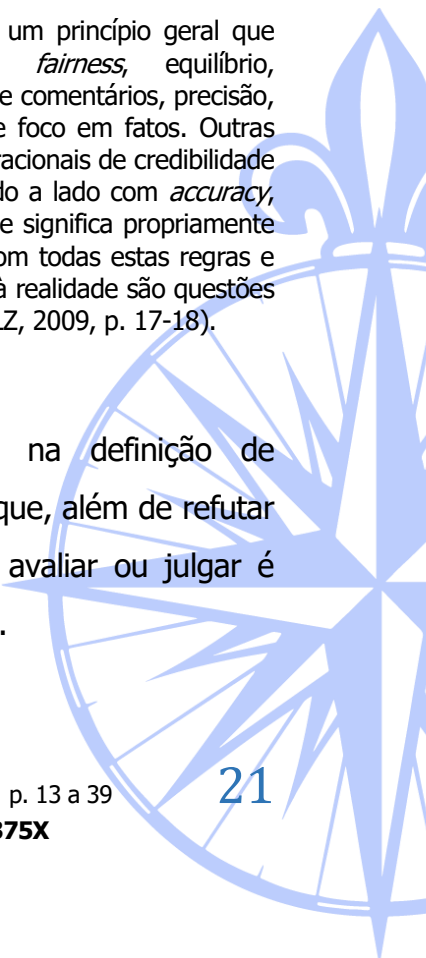 um princípio geral que
fairness, equilíbrio,
e comentários, precisão,
e foco em fatos. Outras
racionais de credibilidade
do a lado com accuracy,
e significa propriamente
om todas estas regras e
à realidade são questões
LZ, 2009, p. 17-18).
na definição de
que, além de refutar
avaliar ou julgar é
.
p. 13 a 39
21
375X